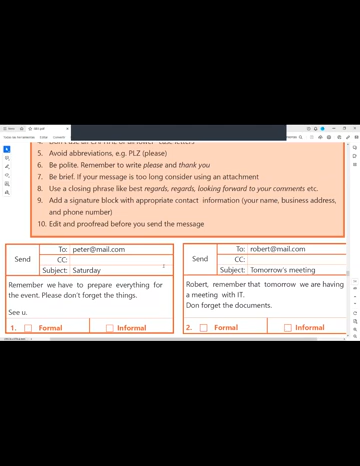 5. Avoid abbreviations, e.g. PLZ (please)
6. Be polite. Remember to write please and thank you
7. Be brief. If your message is too long consider using an attachment
8. Use a closing phrase like best regards, regards, looking forward to your comments etc.
9. Add a signature block with appropriate contact information (your name, business address,
and phone number)
10. Edit and proofread before you send the message
Send
To: peter@mail.com
CC:
Subject: Saturday
Remember we have to prepare everything for
the event. Please don't forget the things.
See u.
1. Formal Informal
Send
To: robert@mail.com
CC:
Subject: Tomorrow's meeting
Robert, remember that tomorrow we are having
a meeting with IT.
Don forget the documents.
2. Formal Informal